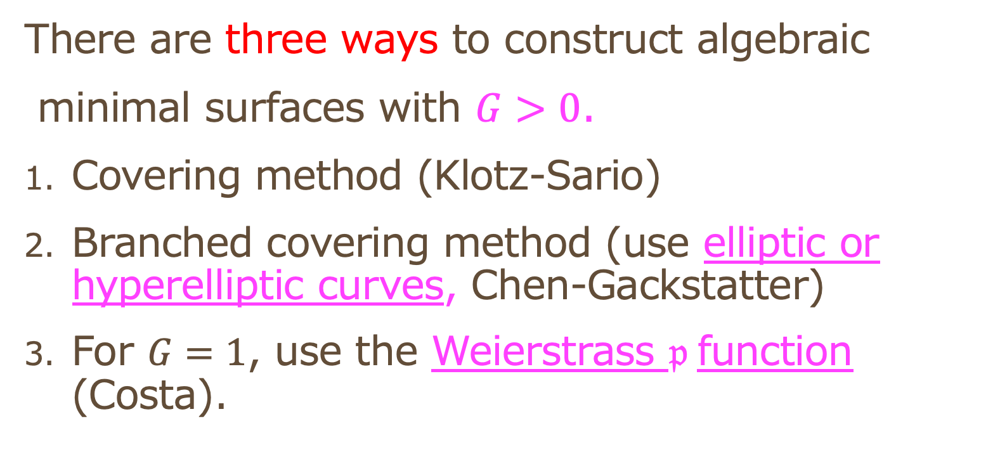 There are three ways to construct algebraic
minimal surfaces with G > 0.
1. Covering method (Klotz-Sario)
2. Branched covering method (use elliptic or
hyperelliptic curves, Chen-Gackstatter)
3. For G = 1, use the Weierstrass 𝔭 function
(Costa).